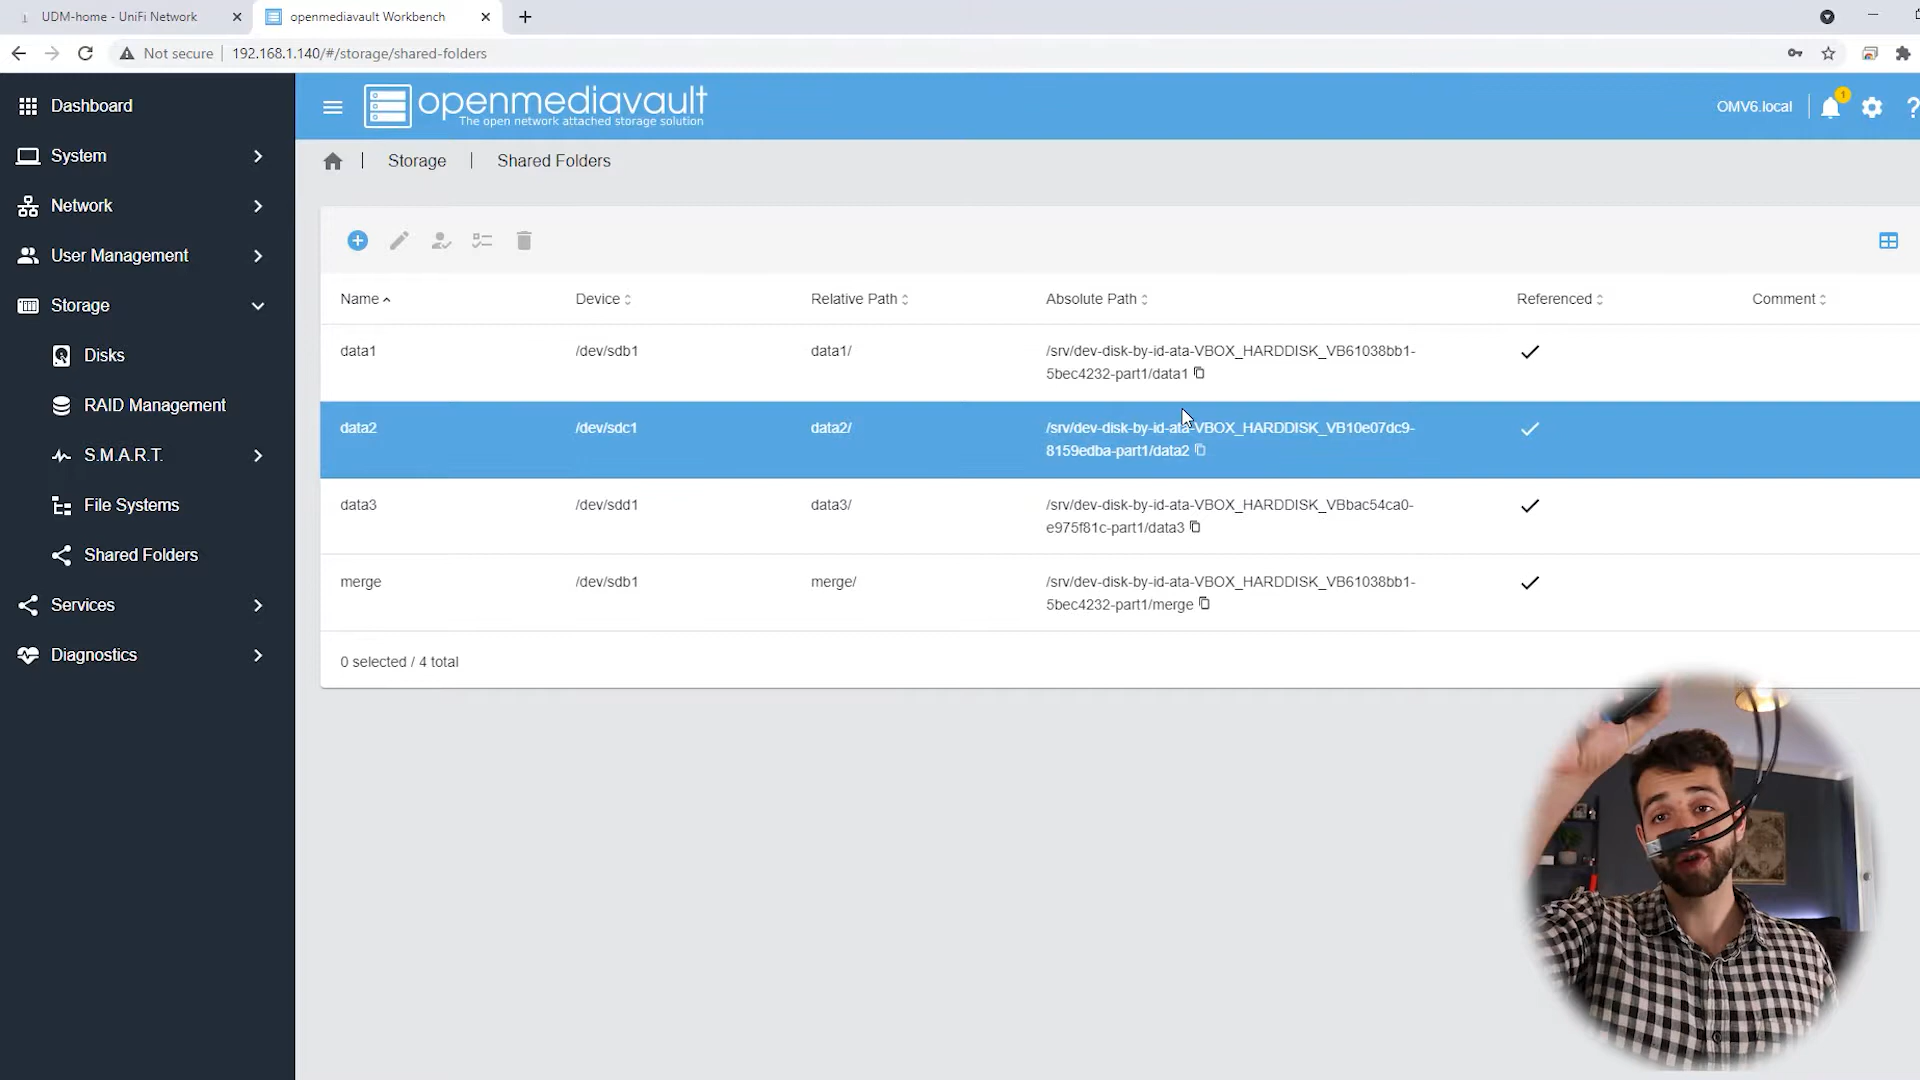 UDM-home - UniFi Network
openmediavault Workbench
Not secure
192.168.1.140/#/storage/shared-folders
Dashboard
System
Network
User Management
Storage
Disks
RAID Management
S.M.A.R.T.
File Systems
Shared Folders
Services
Diagnostics
openmediavault
The open network attached storage solution
OMV6.local
1
Storage | Shared Folders
Name Device Relative Path Absolute Path Referenced Comment
data1 /dev/sdb1 data1/ /srv/dev-disk-by-id-ata-VBOX_HARDDISK_VB61038bb1-
5bec4232-part1/data1
data2 /dev/sdc1 data2/ /srv/dev-disk-by-id-ata-VBOX_HARDDISK_VB10e07dc9-
8159edba-part1/data2
data3 /dev/sdd1 data3/ /srv/dev-disk-by-id-ata-VBOX_HARDDISK_VBbac54ca0-
e975f81c-part1/data3
merge /dev/sdb1 merge/ /srv/dev-disk-by-id-ata-VBOX_HARDDISK_VB61038bb1-
5bec4232-part1/merge
0 selected / 4 total